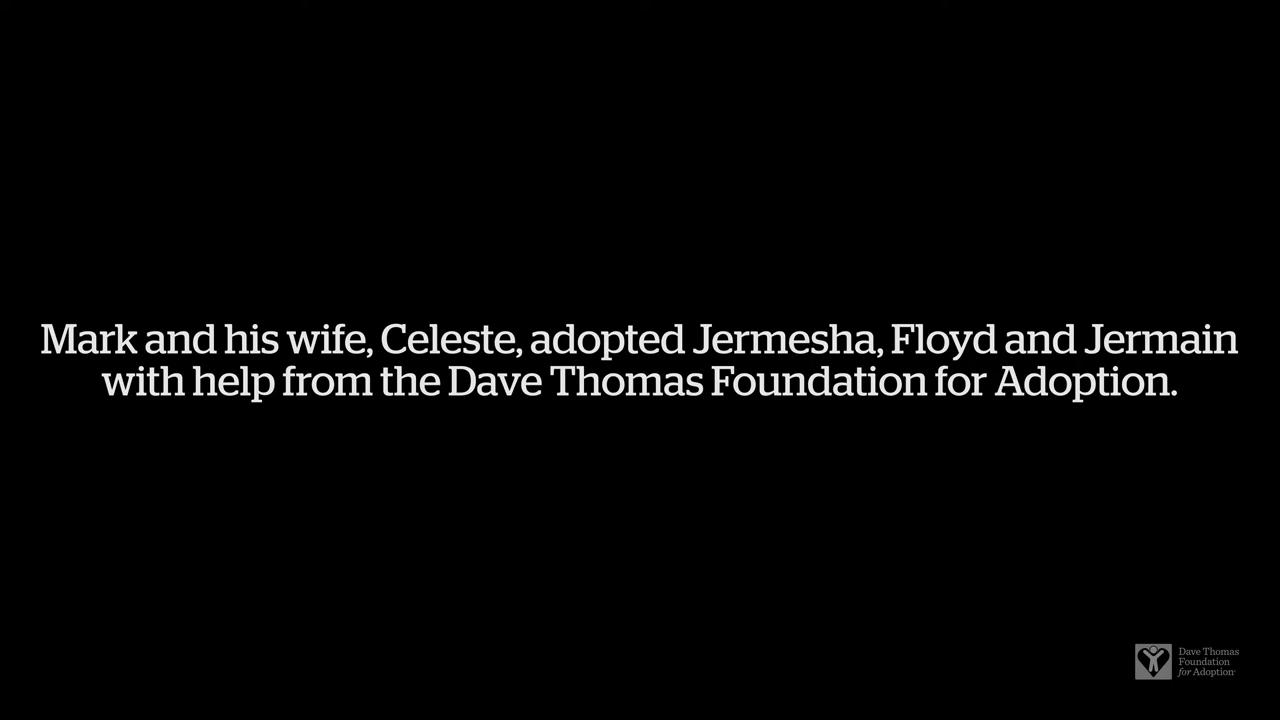 Mark and his wife, Celeste, adopted Jermesha, Floyd and Jermain
with help from the Dave Thomas Foundation for Adoption.
Dave Thomas
Foundation
for Adoption